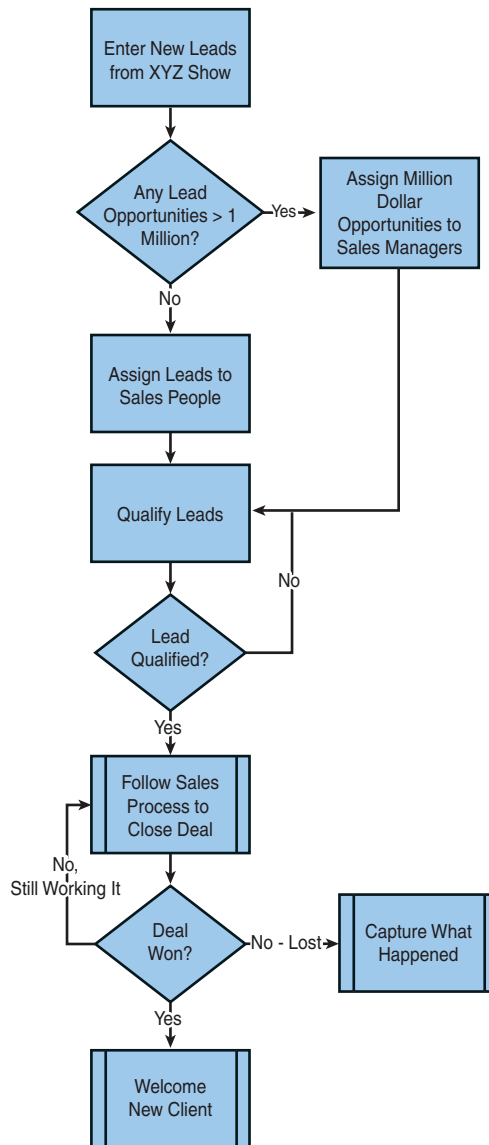 Enter New Leads
from XYZ Show
Any Lead
Opportunities > 1
Million?
Yes
Assign Million
Dollar
Opportunities to
Sales Managers
No
Assign Leads to
Sales People
Qualify Leads
No
Lead
Qualified?
Yes
Follow Sales
Process to
Close Deal
No,
Still Working It
Deal
Won?
No - Lost
Capture What
Happened
Yes
Welcome
New Client